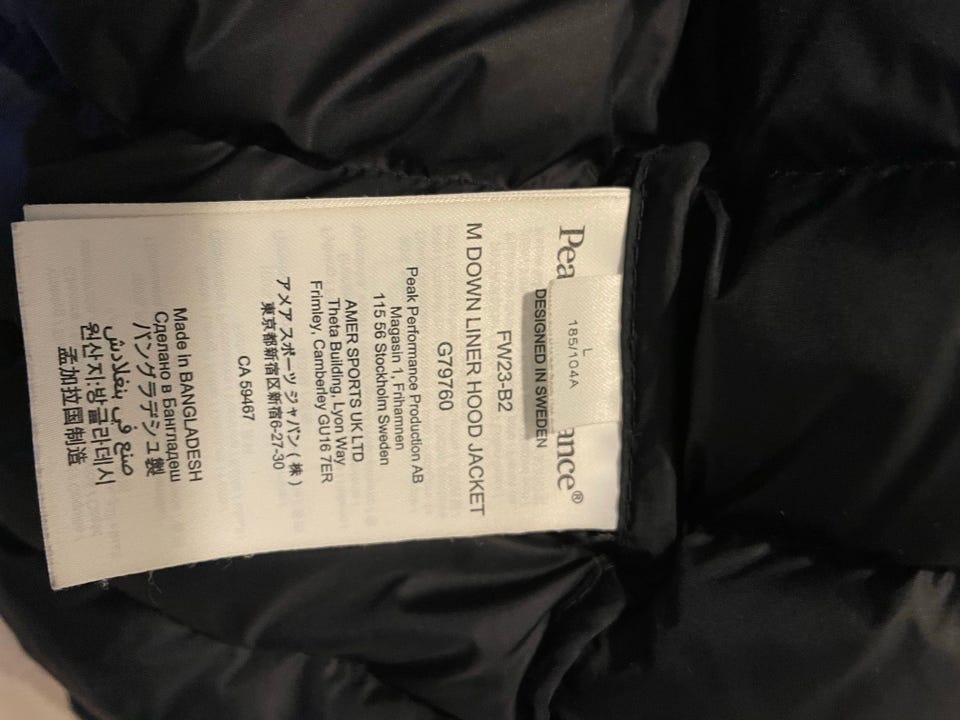 Pea ance®
L
185/104A
DESIGNED IN SWEDEN
FW23-B2
M DOWN LINER HOOD JACKET
G79760
Peak Performance Production AB
Magasin 1, Frihamnen
115 56 Stockholm Sweden
AMER SPORTS UK LTD
Theta Building, Lyon Way
Frimley, Camberley GU16 7ER
アメア スポーツ ジャパン ( 株 )
東京都新宿区新宿6-27-30
CA 59467
Made in BANGLADESH
Сделано в Бангладеш
バングラデシュ 製
صنع في بنغلادش
원산지:방글라데시
孟加拉国制造